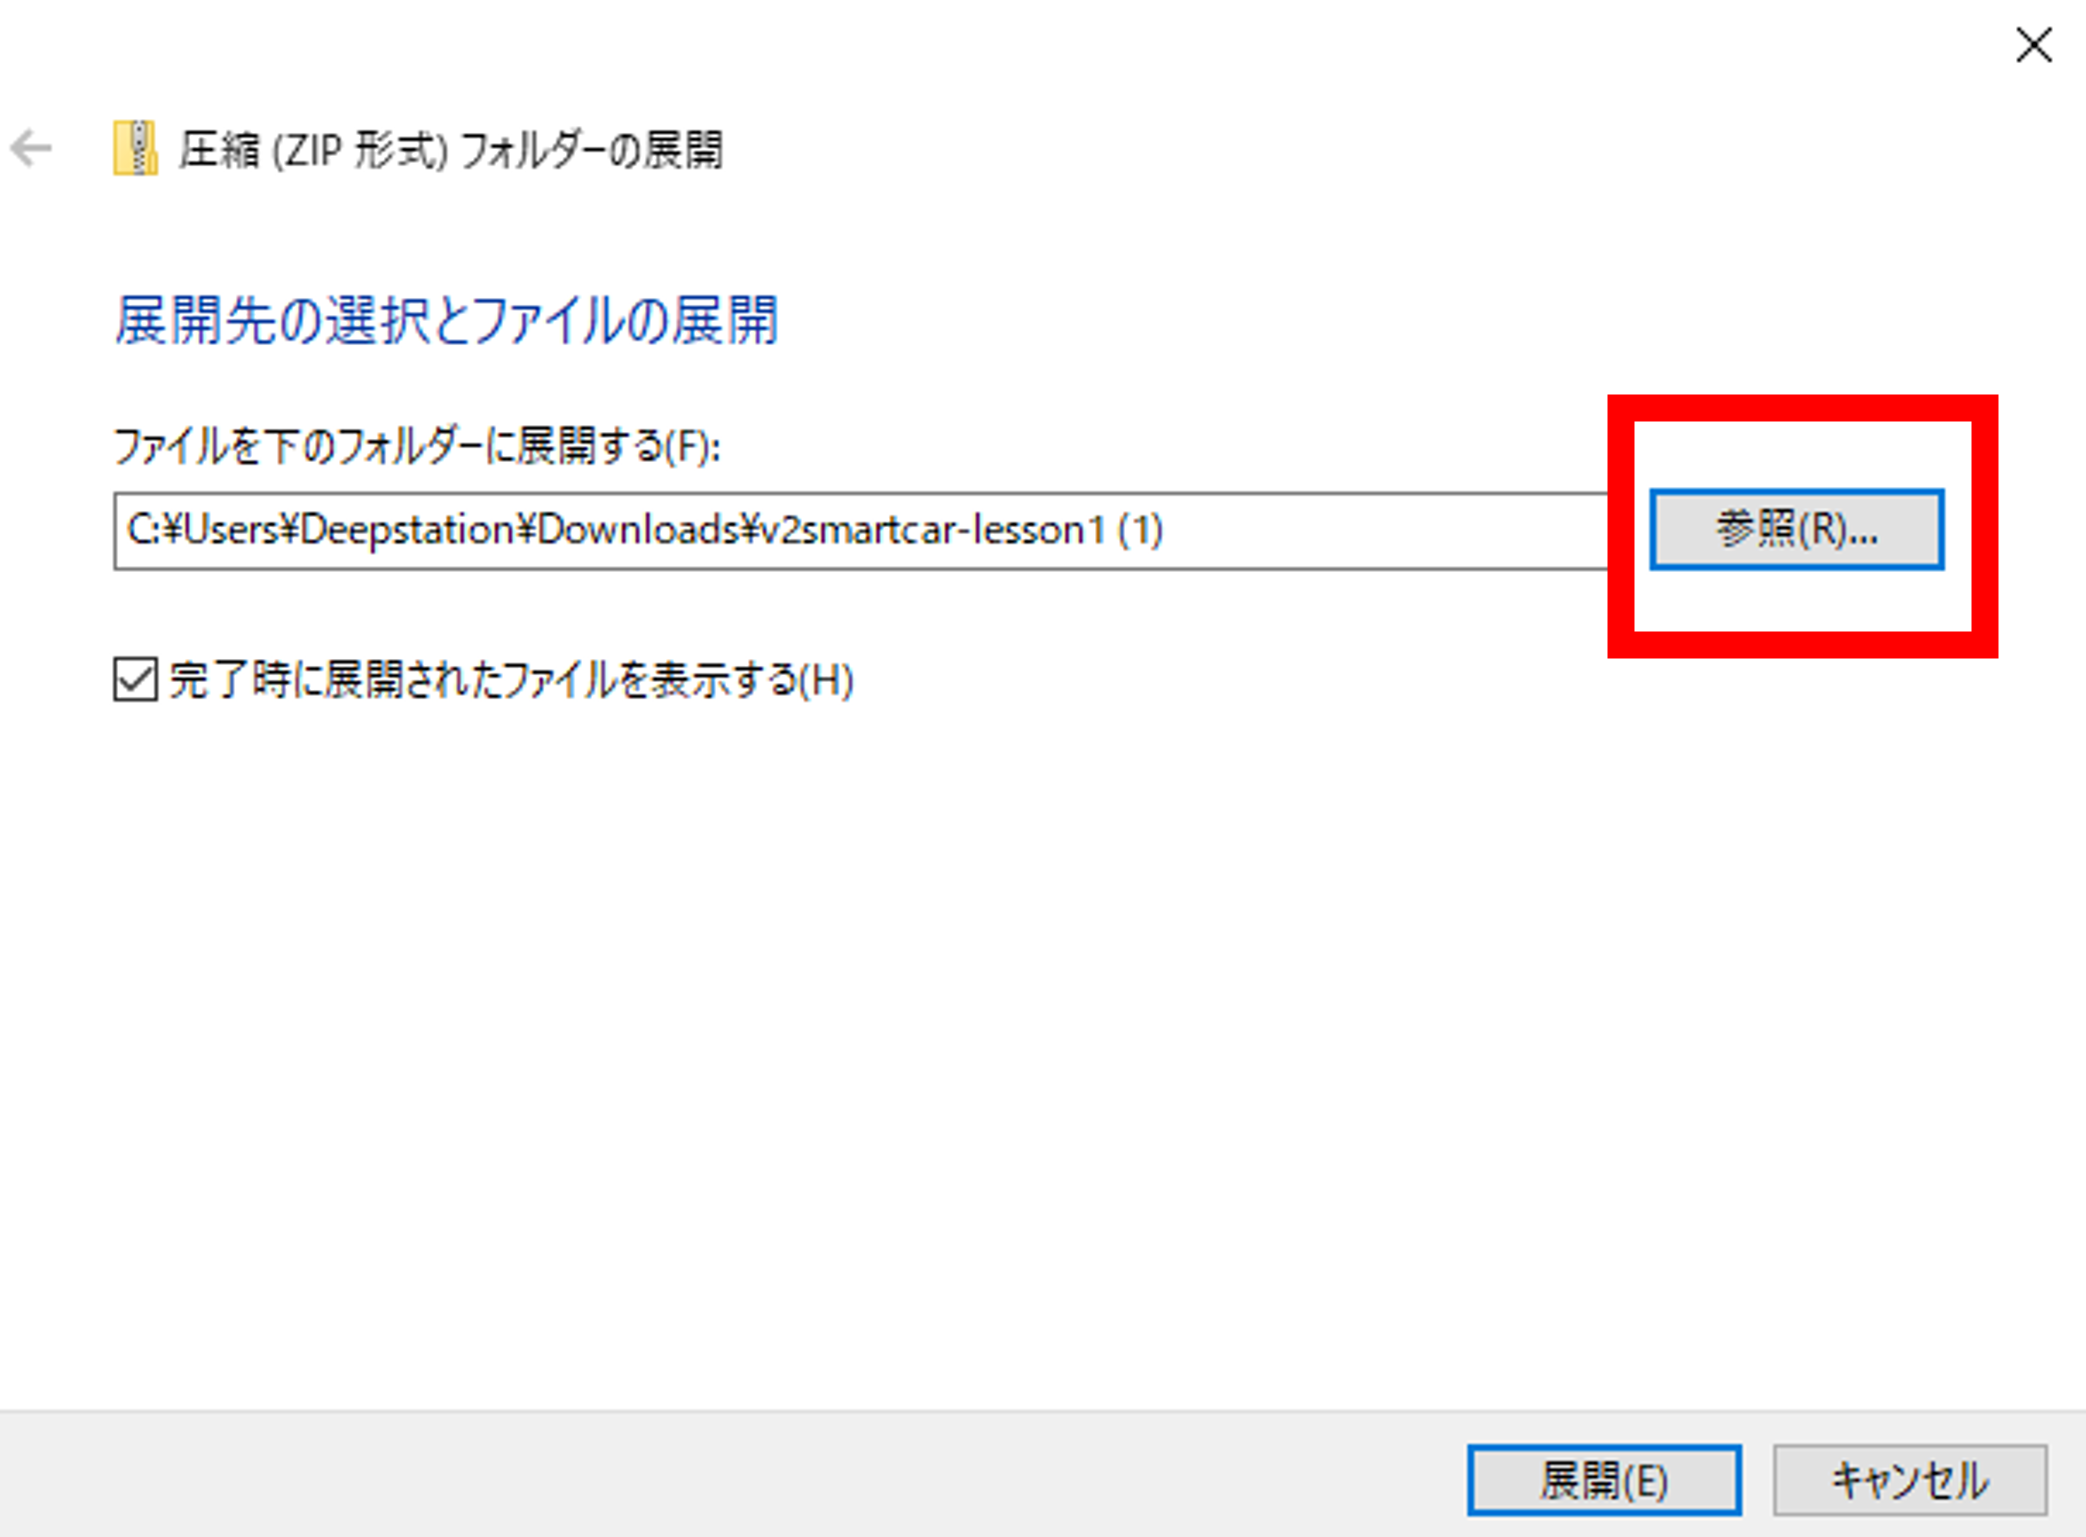 圧縮 (ZIP 形式) フォルダーの展開
展開先の選択とファイルの展開
ファイルを下のフォルダーに展開する(F):
C:¥Users¥Deepstation¥Downloads¥v2smartcar-lesson1 (1)
参照(R)...
完了時に展開されたファイルを表示する(H)
展開(E)
キャンセル